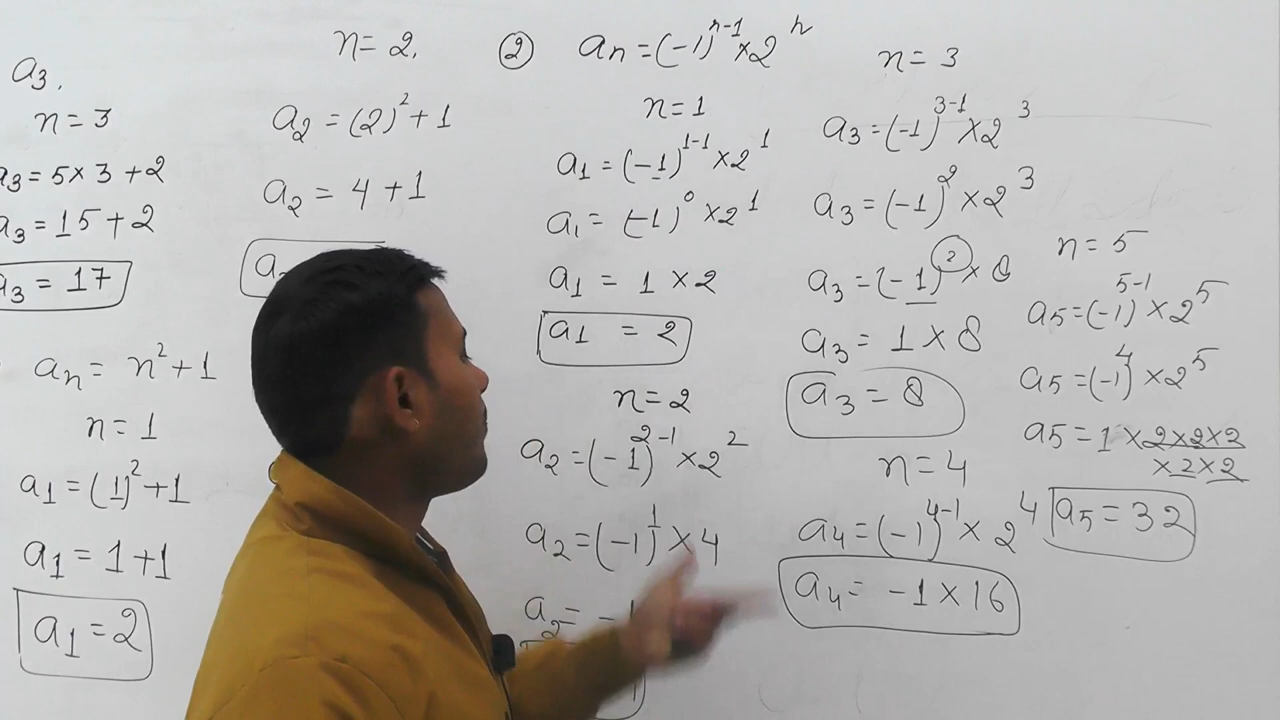 a3,
n = 3
a3 = 5 × 3 + 2
a3 = 15 + 2
a3 = 17
an = n² + 1
n = 1
a1 = (1)² + 1
a1 = 1 + 1
a1 = 2
n = 2,
a2 = (2)² + 1
a2 = 4 + 1
② an = (-1)ⁿ⁻¹ × 2ⁿ
n = 1
a1 = (-1)¹⁻¹ × 2¹
a1 = (-1)⁰ × 2¹
a1 = 1 × 2
a1 = 2
n = 2
a2 = (-1)²⁻¹ × 2²
a2 = (-1)¹ × 4
a2 =
n = 3
a3 = (-1)³⁻¹ × 2³
a3 = (-1)² × 2³
a3 = (-1)² × 8
a3 = 1 × 8
a3 = 8
n = 4
a4 = (-1)⁴⁻¹ × 2⁴
a4 = -1 × 16
n = 5
a5 = (-1)⁵⁻¹ × 2⁵
a5 = (-1)⁴ × 2⁵
a5 = 1 × 2 × 2 × 2
× 2 × 2
a5 = 32